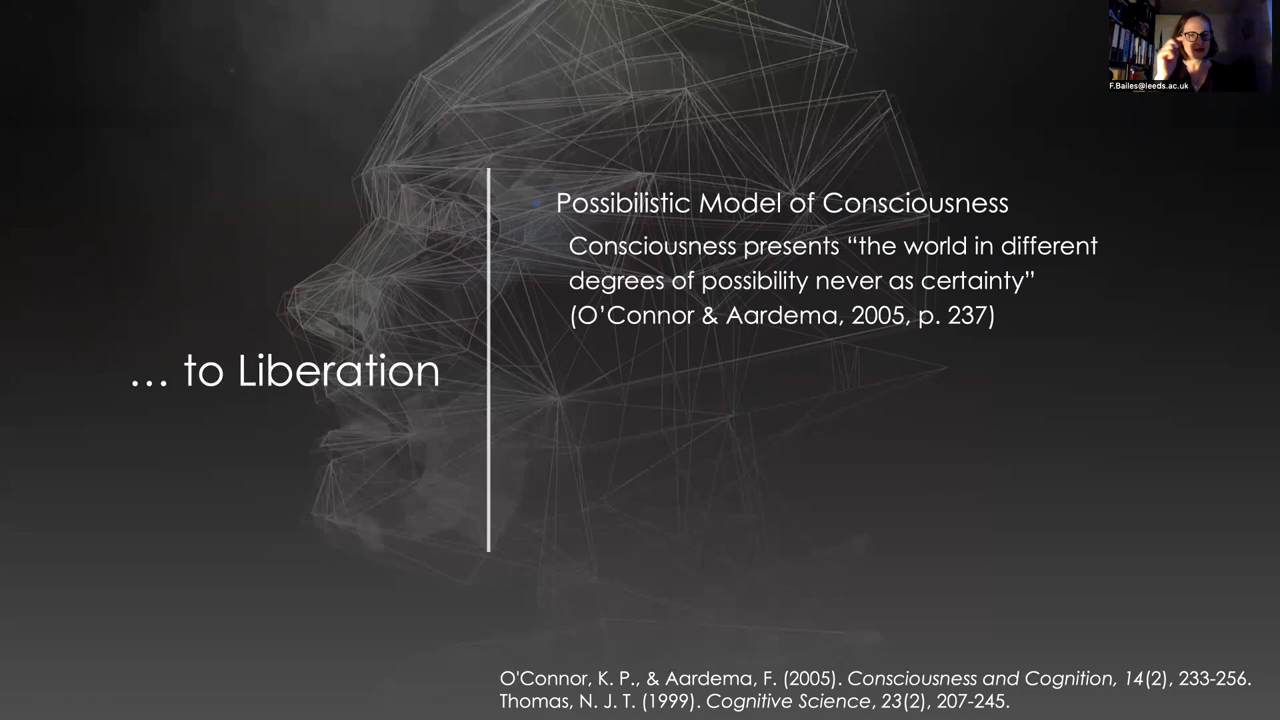 F.Bailes@leeds.ac.uk
Possibilistic Model of Consciousness
Consciousness presents “the world in different
degrees of possibility never as certainty”
(O’Connor & Aardema, 2005, p. 237)
… to Liberation
O'Connor, K. P., & Aardema, F. (2005). Consciousness and Cognition, 14(2), 233-256.
Thomas, N. J. T. (1999). Cognitive Science, 23(2), 207-245.